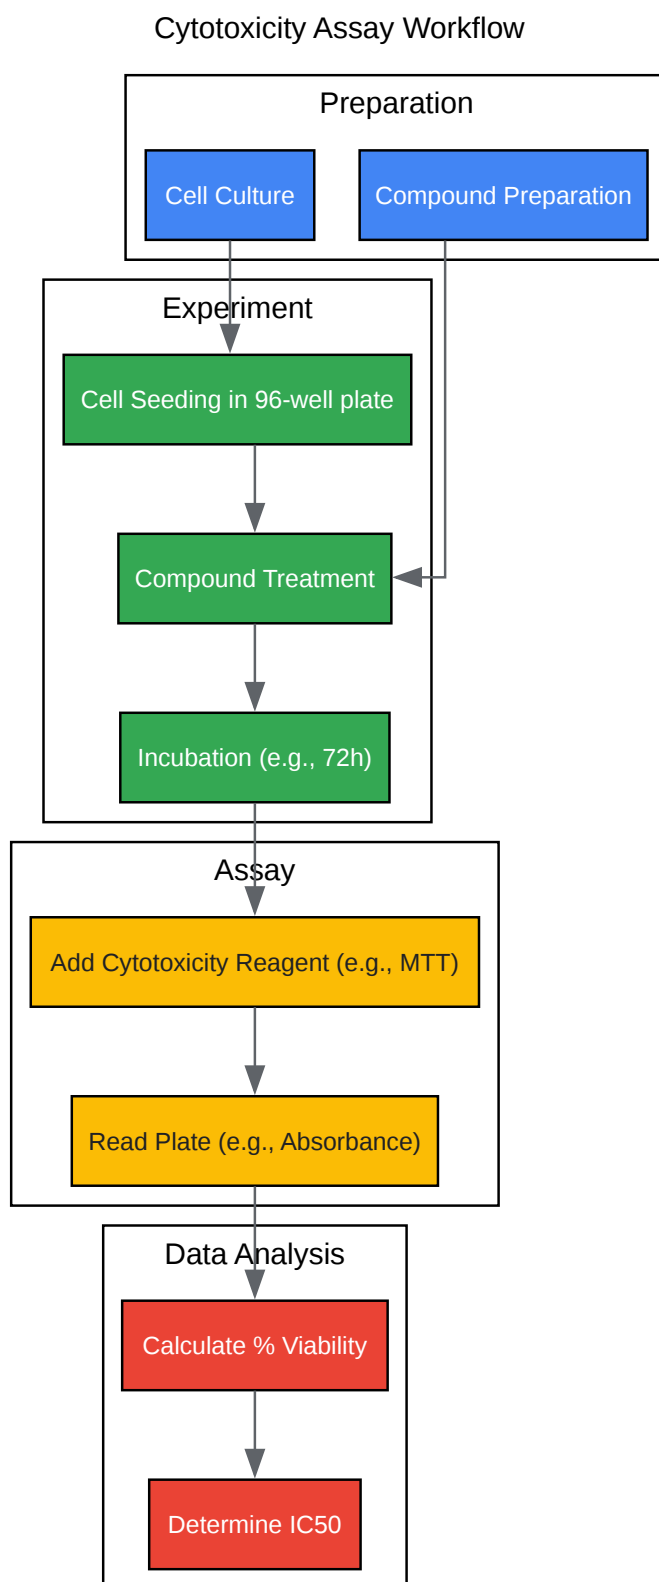 Cytotoxicity Assay Workflow
Preparation
Cell Culture
Compound Preparation
Experiment
Cell Seeding in 96-well plate
Compound Treatment
Incubation (e.g., 72h)
Assay
Add Cytotoxicity Reagent (e.g., MTT)
Read Plate (e.g., Absorbance)
Data Analysis
Calculate % Viability
Determine IC50